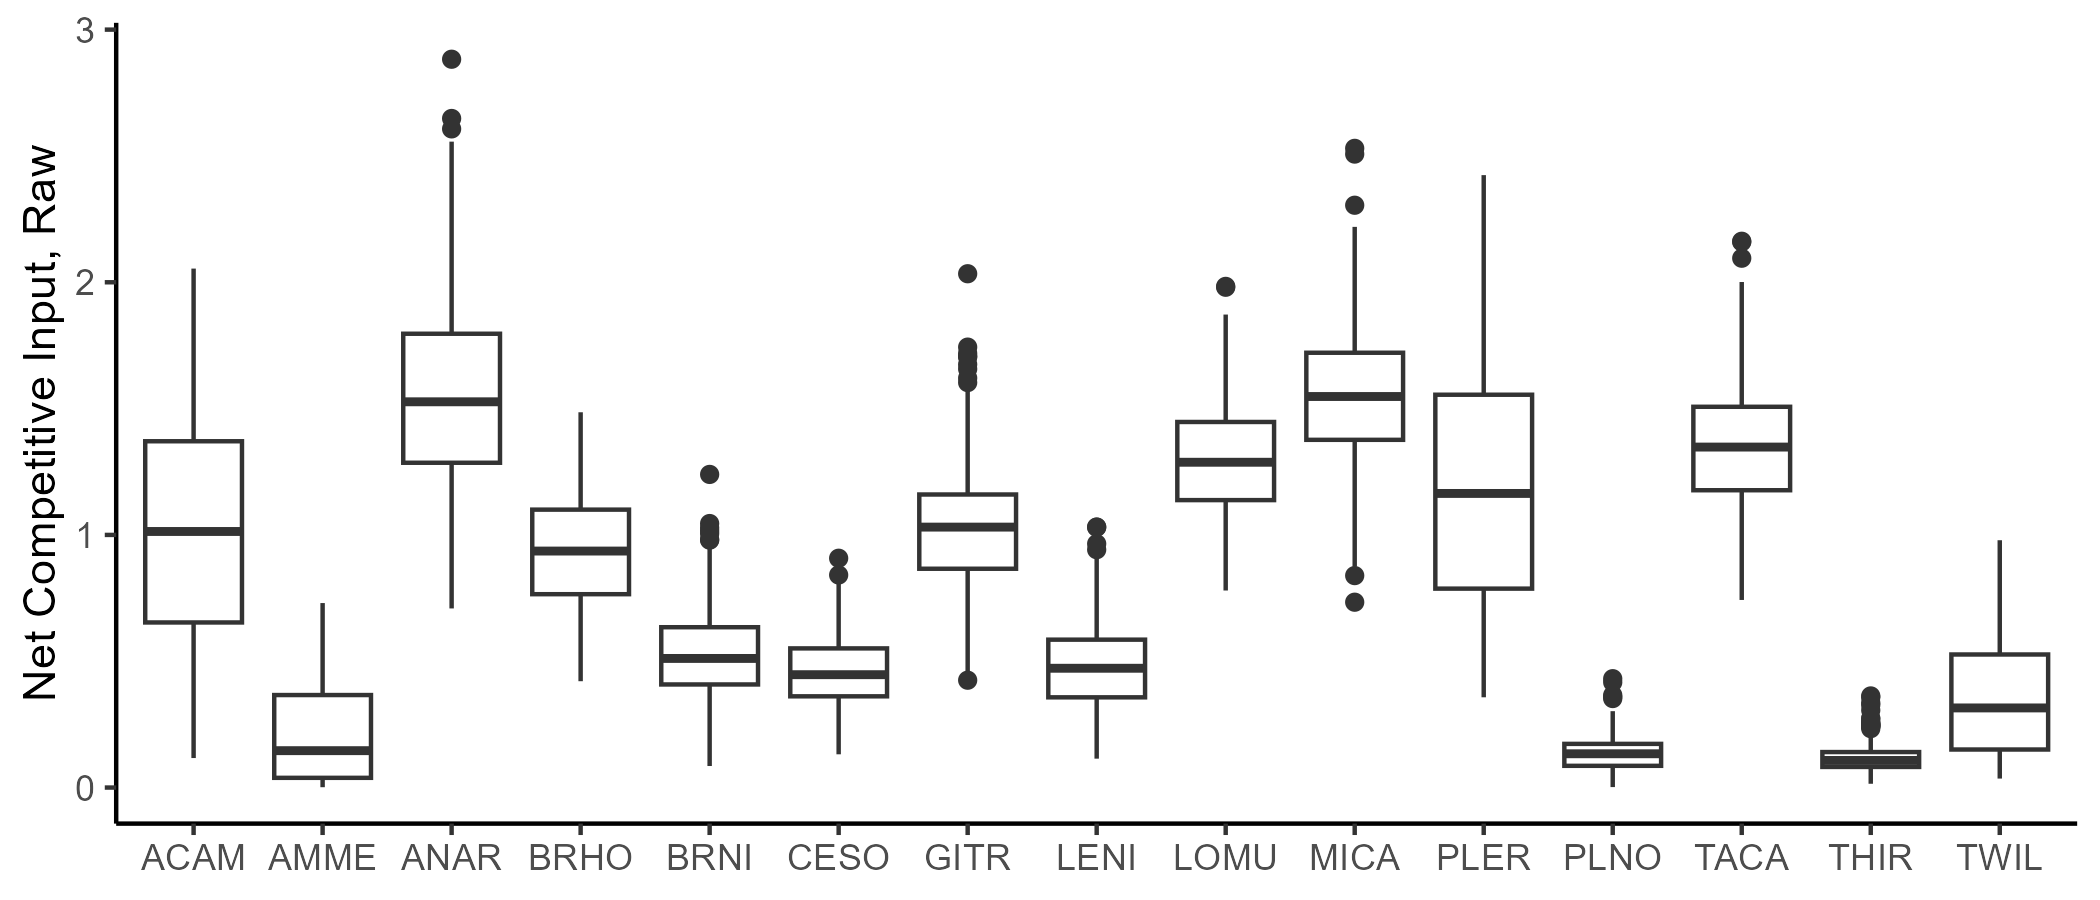 Net Competitive Input, Raw
3
2
1
0
ACAM AMME ANAR BRHO BRNI CESO GITR LENI LOMU MICA PLER PLNO TACA THIR TWIL